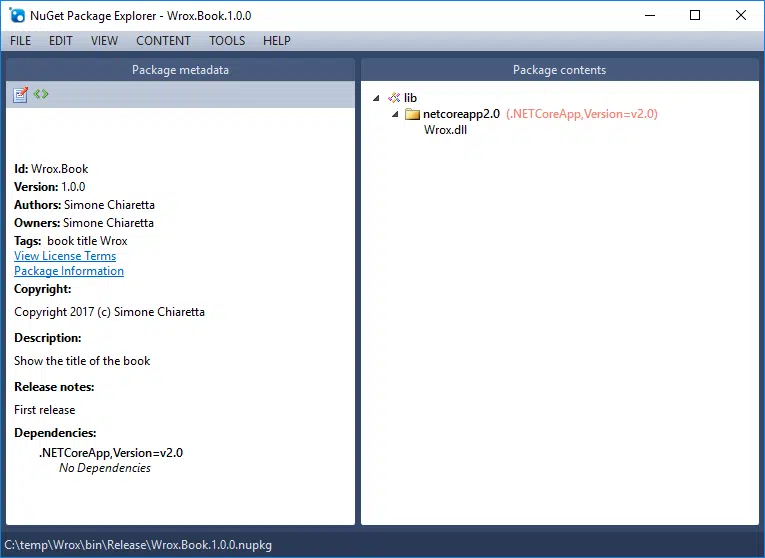 NuGet Package Explorer - Wrox.Book.1.0.0
FILE EDIT VIEW CONTENT TOOLS HELP
Package metadata
Id: Wrox.Book
Version: 1.0.0
Authors: Simone Chiaretta
Owners: Simone Chiaretta
Tags: book title Wrox
View License Terms
Package Information
Copyright:
Copyright 2017 (c) Simone Chiaretta
Description:
Show the title of the book
Release notes:
First release
Dependencies:
.NETCoreApp,Version=v2.0
No Dependencies
Package contents
lib
netcoreapp2.0 (.NETCoreApp,Version=v2.0)
Wrox.dll
C:\temp\Wrox\bin\Release\Wrox.Book.1.0.0.nupkg